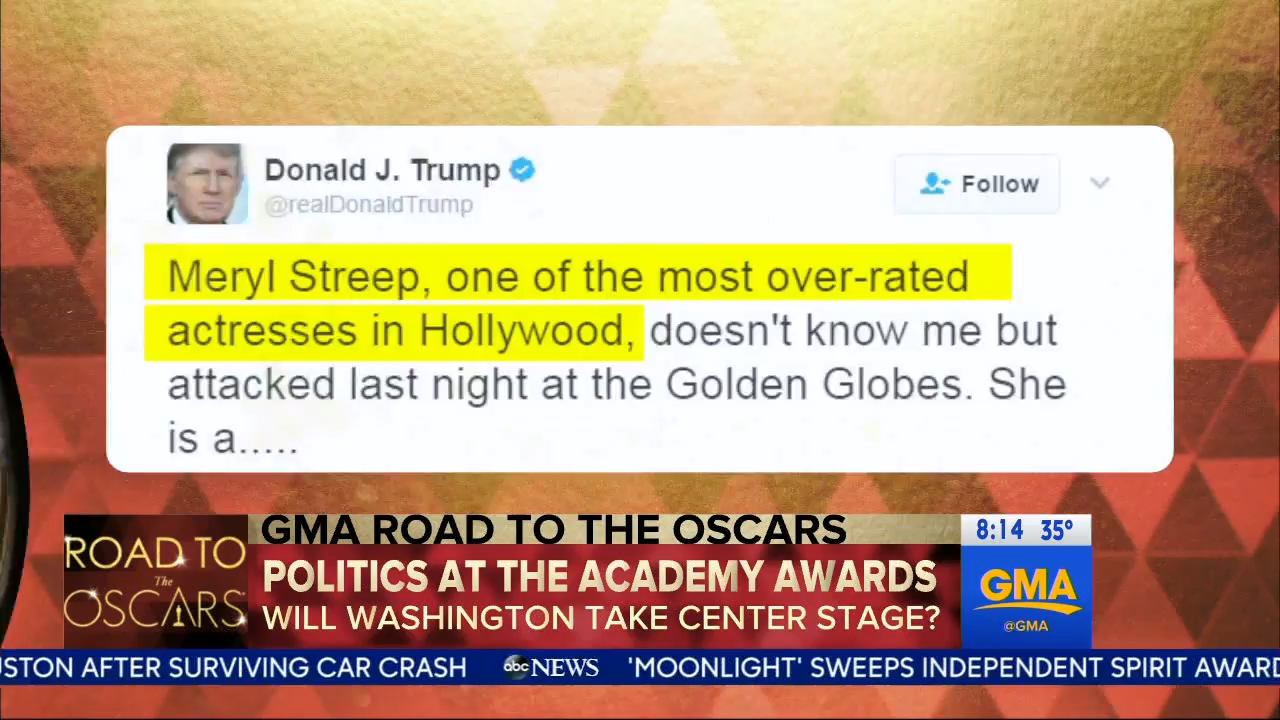 Donald J. Trump
@realDonaldTrump
Follow
Meryl Streep, one of the most over-rated
actresses in Hollywood, doesn't know me but
attacked last night at the Golden Globes. She
is a.....
ROAD TO
The
OSCARS
GMA ROAD TO THE OSCARS
POLITICS AT THE ACADEMY AWARDS
WILL WASHINGTON TAKE CENTER STAGE?
8:14 35°
GMA
@GMA
USTON AFTER SURVIVING CAR CRASH abc NEWS 'MOONLIGHT' SWEEPS INDEPENDENT SPIRIT AWARD